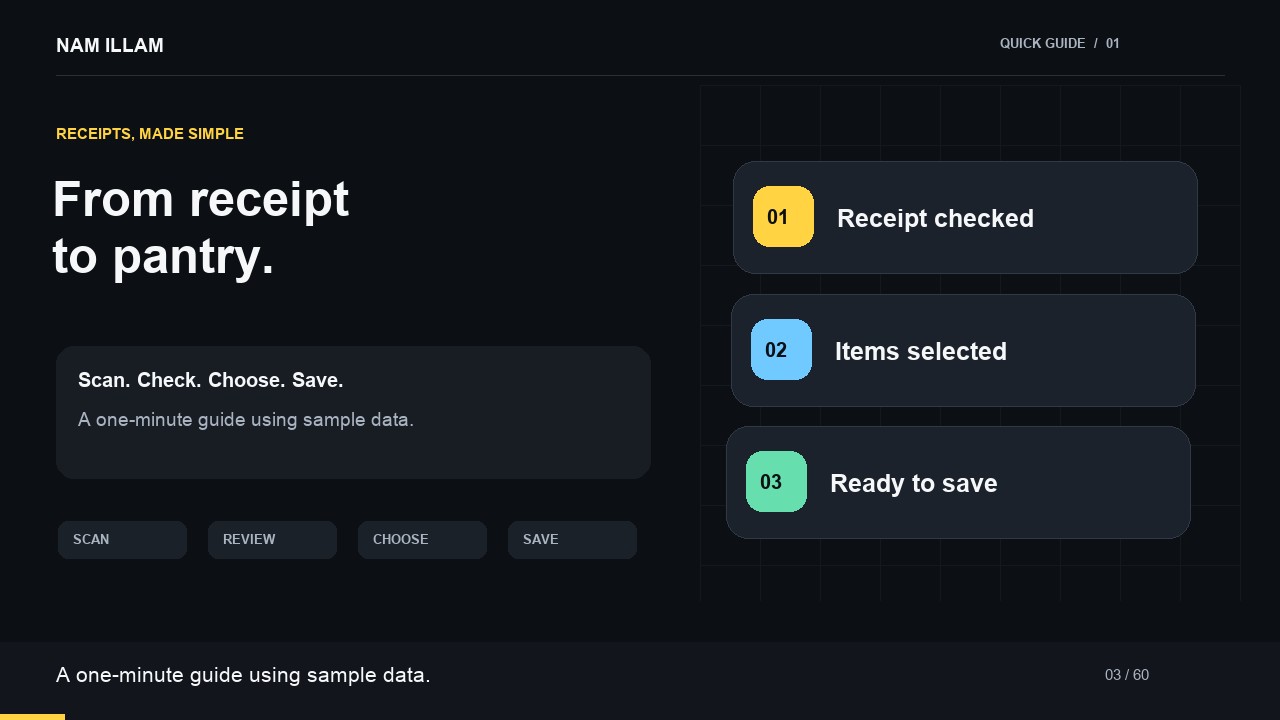 NAM ILLAM
QUICK GUIDE / 01
RECEIPTS, MADE SIMPLE
From receipt
to pantry.
Scan. Check. Choose. Save.
A one-minute guide using sample data.
SCAN
REVIEW
CHOOSE
SAVE
01
Receipt checked
02
Items selected
03
Ready to save
A one-minute guide using sample data.
03 / 60